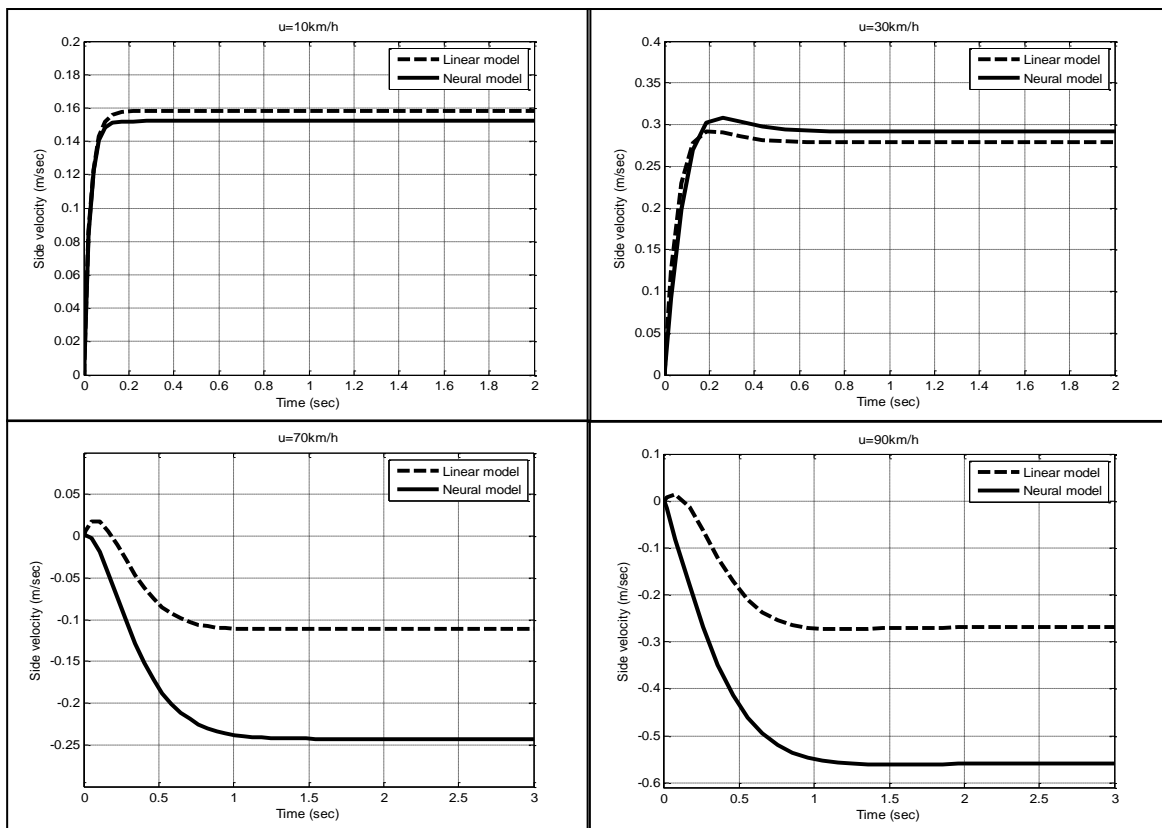 u=10km/h
0.2
0.18
0.16
0.14
0.12
0.1
0.08
0.06
0.04
0.02
0
Side velocity (m/sec)
Linear model
Neural model
0 0.2 0.4 0.6 0.8 1 1.2 1.4 1.6 1.8 2
Time (sec)
u=30km/h
0.4
0.35
0.3
0.25
0.2
0.15
0.1
0.05
0
Side velocity (m/sec)
Linear model
Neural model
0 0.2 0.4 0.6 0.8 1 1.2 1.4 1.6 1.8 2
Time (sec)
u=70km/h
0.05
0
-0.05
-0.1
-0.15
-0.2
-0.25
Side velocity (m/sec)
Linear model
Neural model
0 0.5 1 1.5 2 2.5 3
Time (sec)
u=90km/h
0.1
0
-0.1
-0.2
-0.3
-0.4
-0.5
-0.6
Side velocity (m/sec)
Linear model
Neural model
0 0.5 1 1.5 2 2.5 3
Time (sec)